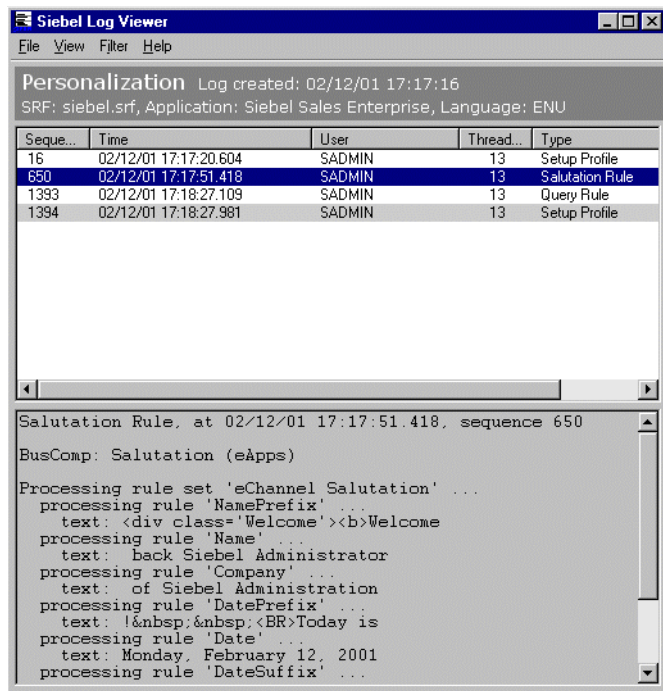 Siebel Log Viewer
File View Filter Help
Personalization Log created: 02/12/01 17:17:16
SRF: siebel.srf, Application: Siebel Sales Enterprise, Language: ENU
Seque... Time User Thread... Type
16 02/12/01 17:17:20.604 SADMIN 13 Setup Profile
650 02/12/01 17:17:51.418 SADMIN 13 Salutation Rule
1393 02/12/01 17:18:27.109 SADMIN 13 Query Rule
1394 02/12/01 17:18:27.981 SADMIN 13 Setup Profile
Salutation Rule, at 02/12/01 17:17:51.418, sequence 650
BusComp: Salutation (eApps)
Processing rule set 'eChannel Salutation' ...
processing rule 'NamePrefix' ...
text: <div class='Welcome'><b>Welcome
processing rule 'Name' ...
text: back Siebel Administrator
processing rule 'Company' ...
text: of Siebel Administration
processing rule 'DatePrefix' ...
text: !&nbsp;&nbsp;<BR>Today is
processing rule 'Date' ...
text: Monday, February 12, 2001
processing rule 'DateSuffix' ...